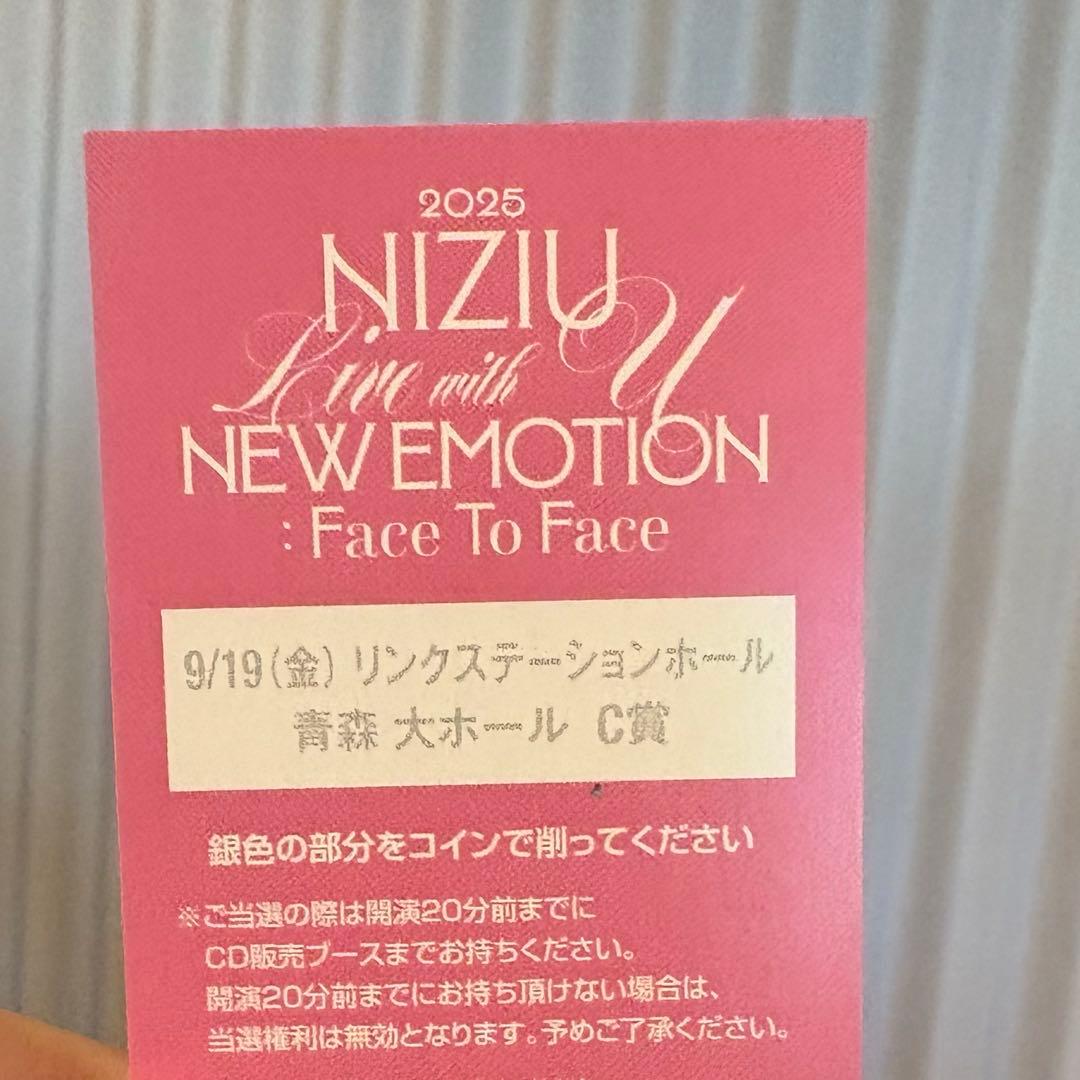 2025
NIZIU
Live with U
NEW EMOTION
: Face To Face
9/19(金) リンクステーションホール
青森 大ホール C賞
銀色の部分をコインで削ってください
※ご当選の際は開演20分前までに
CD販売ブースまでお持ちください。
開演20分前までにお持ち頂けない場合は、
当選権利は無効となります。予めご了承ください。